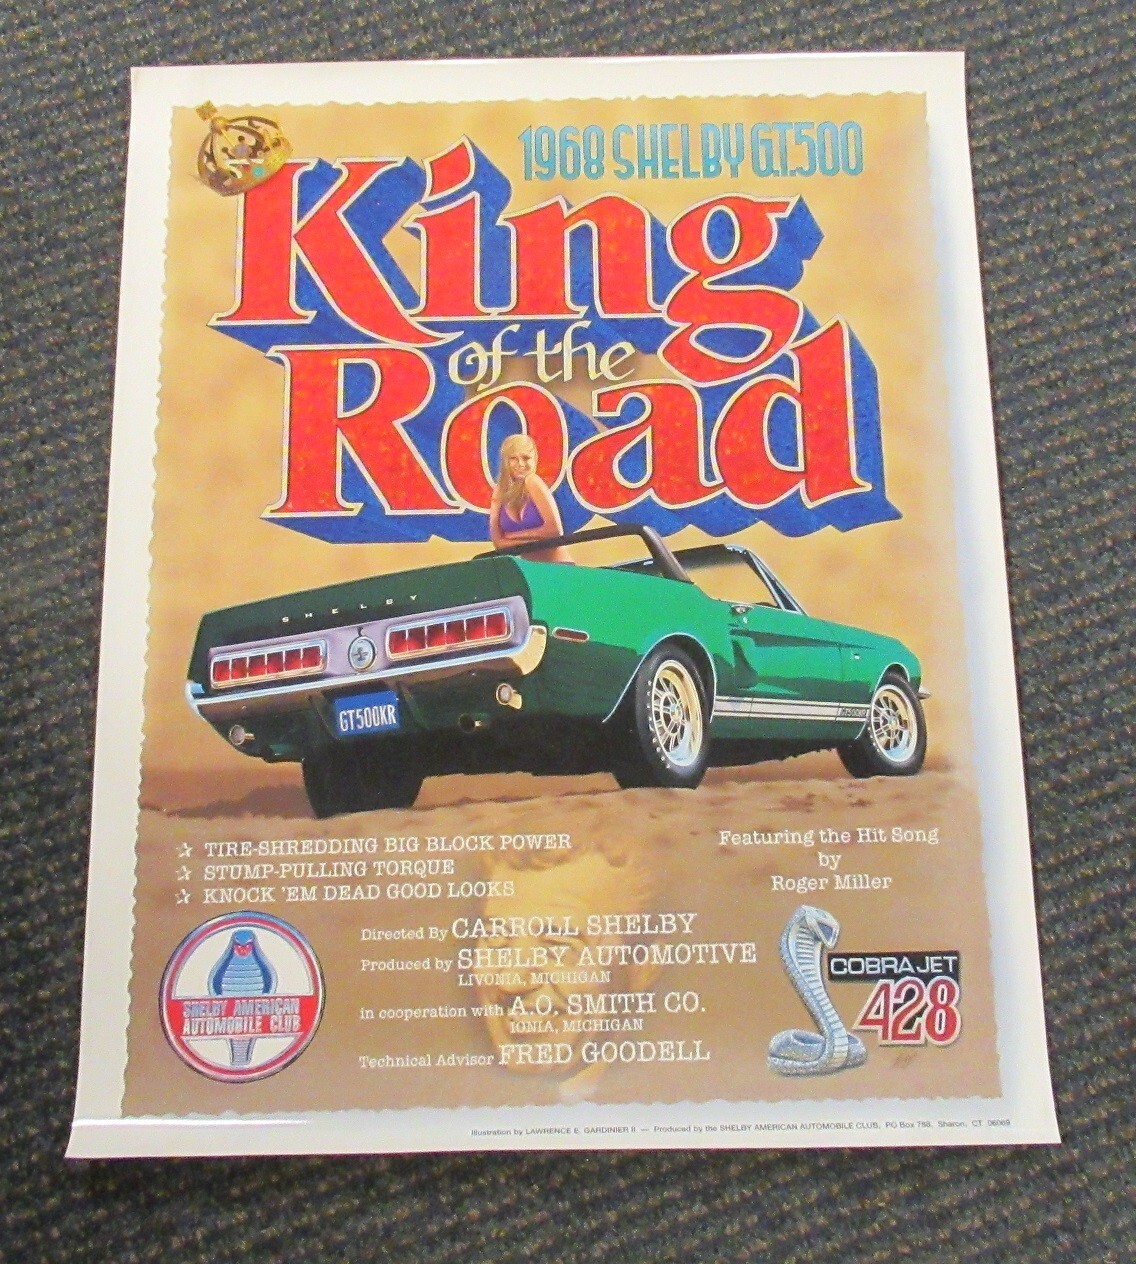 1968 SHELBY G.T.500
King
of the
Road
SHELBY
GT500KR
GT500KR
☆ TIRE-SHREDDING BIG BLOCK POWER
☆ STUMP-PULLING TORQUE
☆ KNOCK 'EM DEAD GOOD LOOKS
Featuring the Hit Song
by
Roger Miller
Directed By CARROLL SHELBY
Produced by SHELBY AUTOMOTIVE
LIVONIA, MICHIGAN
in cooperation with A.O. SMITH CO.
IONIA, MICHIGAN
Technical Advisor FRED GOODELL
SHELBY AMERICAN
AUTOMOBILE CLUB
COBRA JET
428
Illustration by LAWRENCE E. GARDINIER II — Produced by the SHELBY AMERICAN AUTOMOBILE CLUB, PO Box 788, Sharon, CT 06069